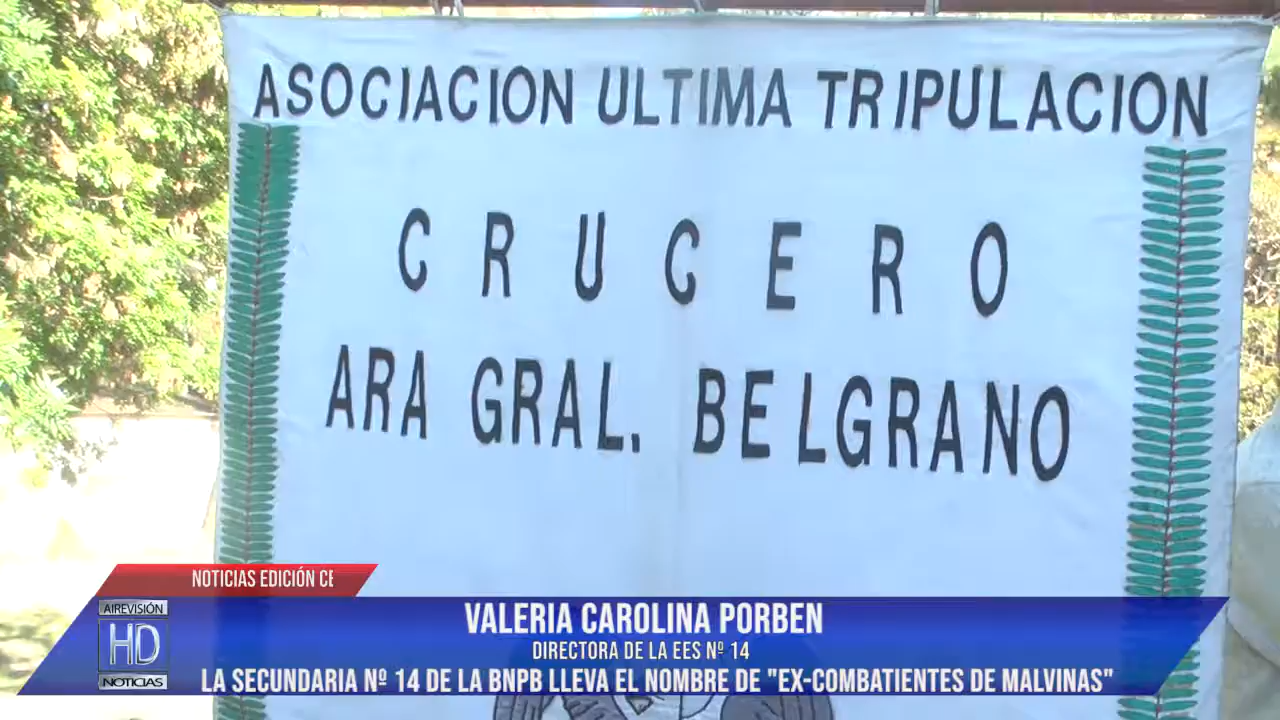 ASOCIACION ULTIMA TRIPULACION
CRUCERO
ARA GRAL. BELGRANO
NOTICIAS EDICIÓN CE
AIREVISIÓN
HD
NOTICIAS
VALERIA CAROLINA PORBEN
DIRECTORA DE LA EES Nº 14
LA SECUNDARIA Nº 14 DE LA BNPB LLEVA EL NOMBRE DE "EX-COMBATIENTES DE MALVINAS"